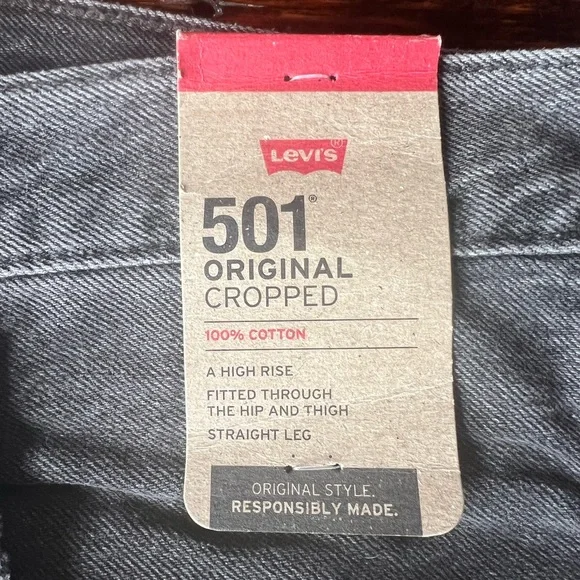 LEVI'S®
501®
ORIGINAL
CROPPED
100% COTTON
A HIGH RISE
FITTED THROUGH
THE HIP AND THIGH
STRAIGHT LEG
ORIGINAL STYLE.
RESPONSIBLY MADE.